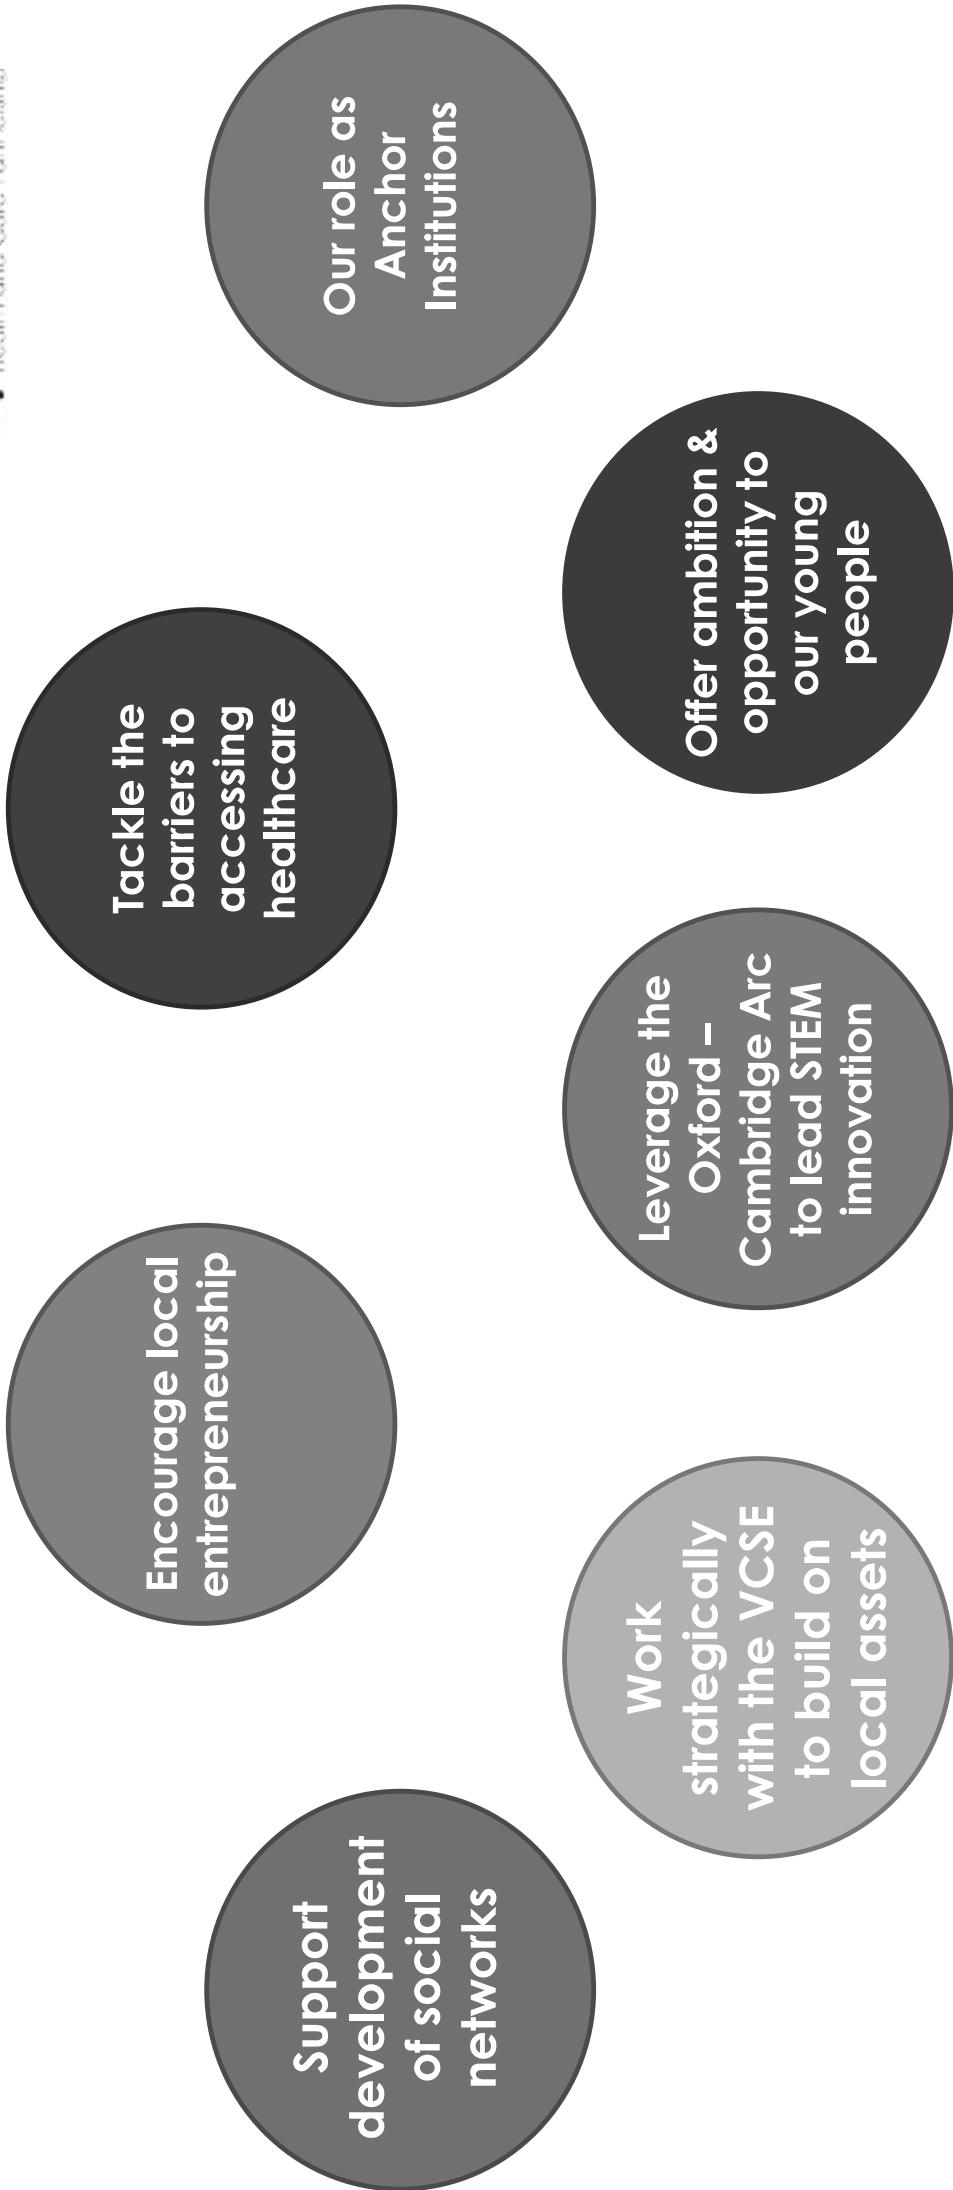 Encourage local
entrepreneurship
Tackle the
barriers to
accessing
healthcare
Support
development
of social
networks
Our role as
Anchor
Institutions
Work
strategically
with the VCSE
to build on
local assets
Leverage the
Oxford –
Cambridge Arc
to lead STEM
innovation
Offer ambition &
opportunity to
our young
people